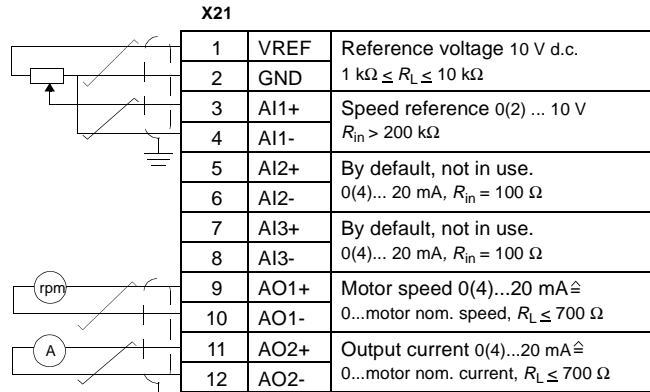 X21
1 VREF Reference voltage 10 V d.c.
2 GND 1 kΩ ≤ RL ≤ 10 kΩ
3 AI1+ Speed reference 0(2) ... 10 V
4 AI1- Rin > 200 kΩ
5 AI2+ By default, not in use.
6 AI2- 0(4)... 20 mA, Rin = 100 Ω
7 AI3+ By default, not in use.
8 AI3- 0(4)... 20 mA, Rin = 100 Ω
rpm
9 AO1+ Motor speed 0(4)...20 mA≙
10 AO1- 0...motor nom. speed, RL ≤ 700 Ω
A
11 AO2+ Output current 0(4)...20 mA≙
12 AO2- 0...motor nom. current, RL ≤ 700 Ω